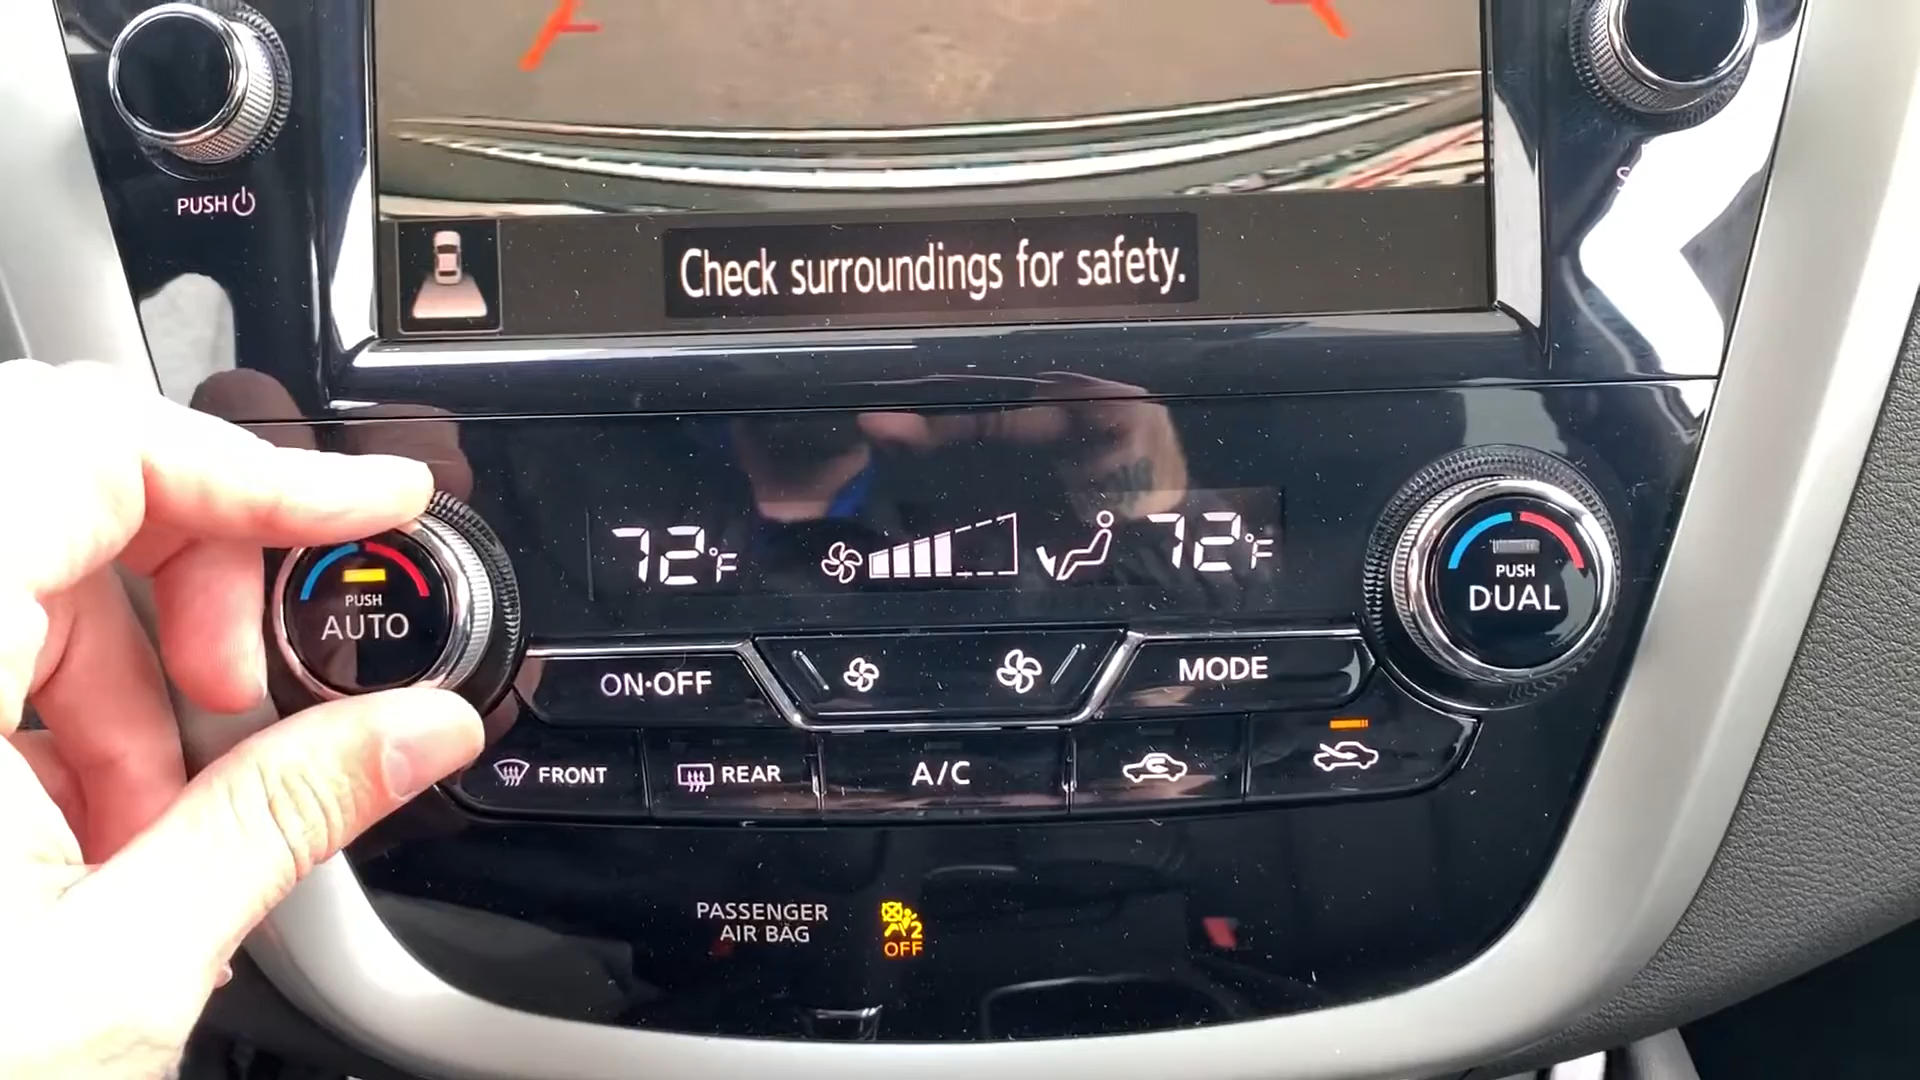 PUSH
Check surroundings for safety.
72°F
72°F
PUSH
AUTO
PUSH
DUAL
ON·OFF
MODE
FRONT
REAR
A/C
PASSENGER
AIR BAG
2
OFF